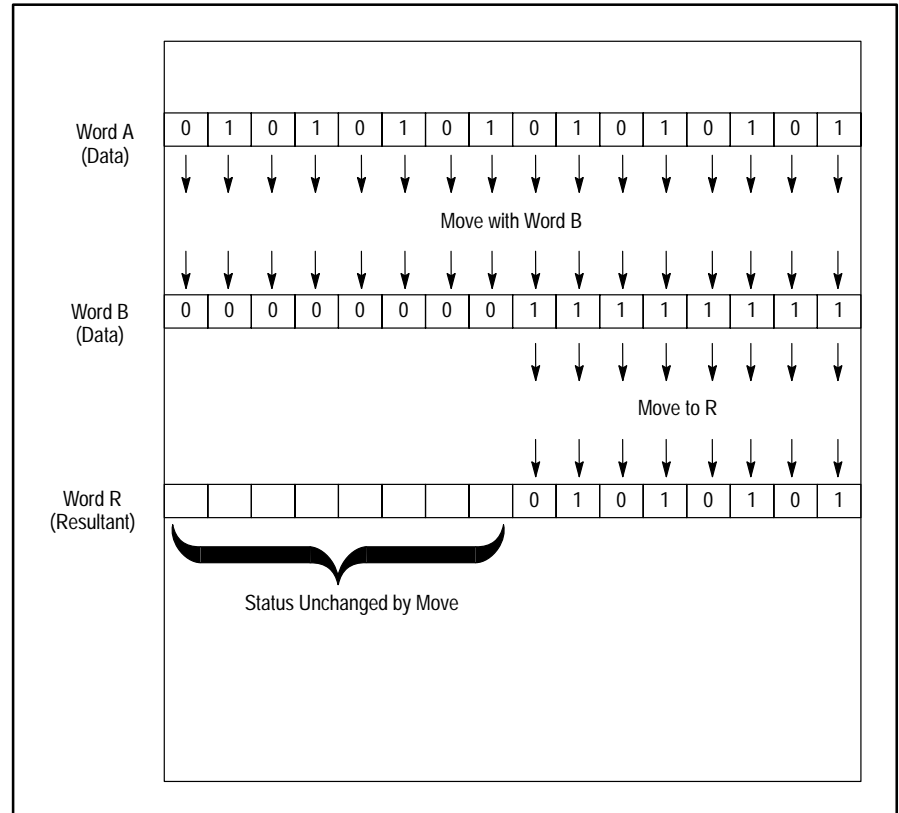 Word A
(Data)
0 1 0 1 0 1 0 1 0 1 0 1 0 1 0 1
Move with Word B
Word B
(Data)
0 0 0 0 0 0 0 0 1 1 1 1 1 1 1 1
Move to R
Word R
(Resultant)
0 1 0 1 0 1 0 1
Status Unchanged by Move